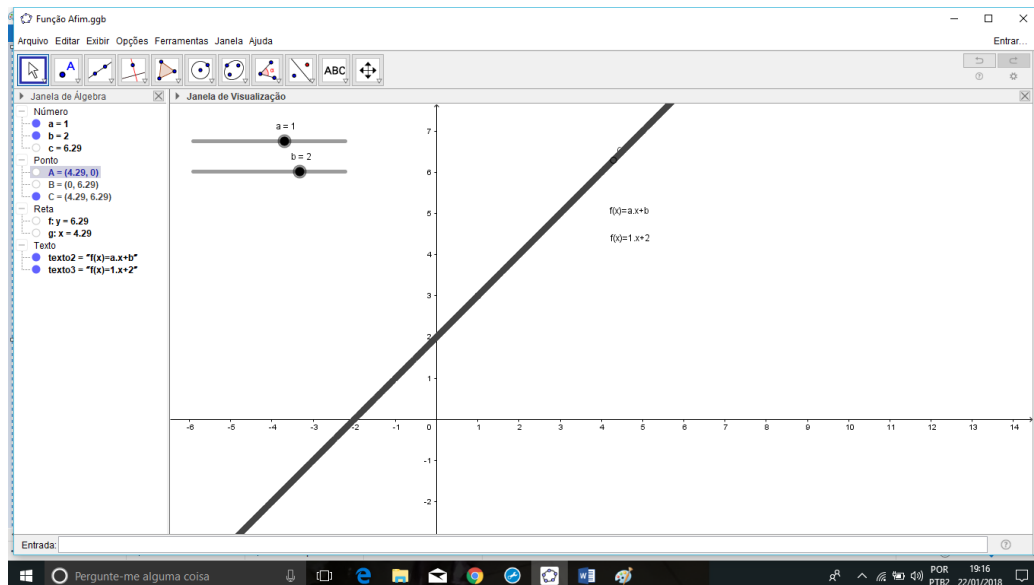 Função Afim.ggb
Arquivo Editar Exibir Opções Ferramentas Janela Ajuda
Entrar...
A
ABC
Janela de Álgebra
Janela de Visualização
Número
a = 1
b = 2
c = 6.29
Ponto
A = (4.29, 0)
B = (0, 6.29)
C = (4.29, 6.29)
Reta
f: y = 6.29
g: x = 4.29
Texto
texto2 = "f(x)=a.x+b"
texto3 = "f(x)=1.x+2"
a = 1
b = 2
7
6
5
4
3
2
1
-1
-2
f(x)=a.x+b
f(x)=1.x+2
-6 -5 -4 -3 -2 -1 0 1 2 3 4 5 6 7 8 9 10 11 12 13 14
Entrada:
Pergunte-me alguma coisa
POR
PTB2
19:16
22/01/2018